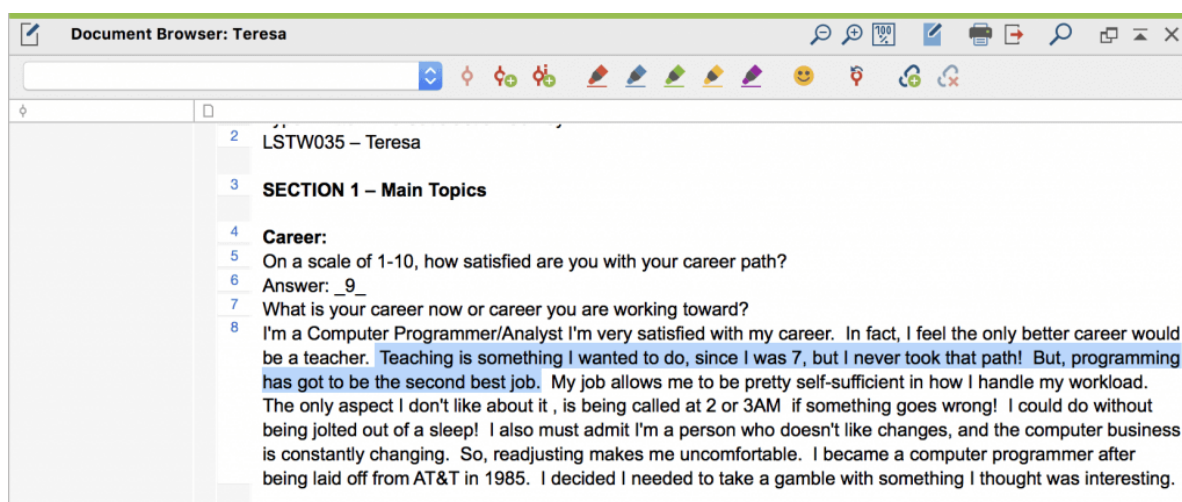 Document Browser: Teresa
100
%
2
LSTW035 – Teresa
3
SECTION 1 – Main Topics
4
Career:
5
On a scale of 1-10, how satisfied are you with your career path?
6
Answer: _9_
7
What is your career now or career you are working toward?
8
I'm a Computer Programmer/Analyst I'm very satisfied with my career.  In fact, I feel the only better career would
be a teacher.  Teaching is something I wanted to do, since I was 7, but I never took that path!  But, programming
has got to be the second best job.  My job allows me to be pretty self-sufficient in how I handle my workload.
The only aspect I don't like about it , is being called at 2 or 3AM  if something goes wrong!  I could do without
being jolted out of a sleep!  I also must admit I'm a person who doesn't like changes, and the computer business
is constantly changing.  So, readjusting makes me uncomfortable.  I became a computer programmer after
being laid off from AT&T in 1985.  I decided I needed to take a gamble with something I thought was interesting.